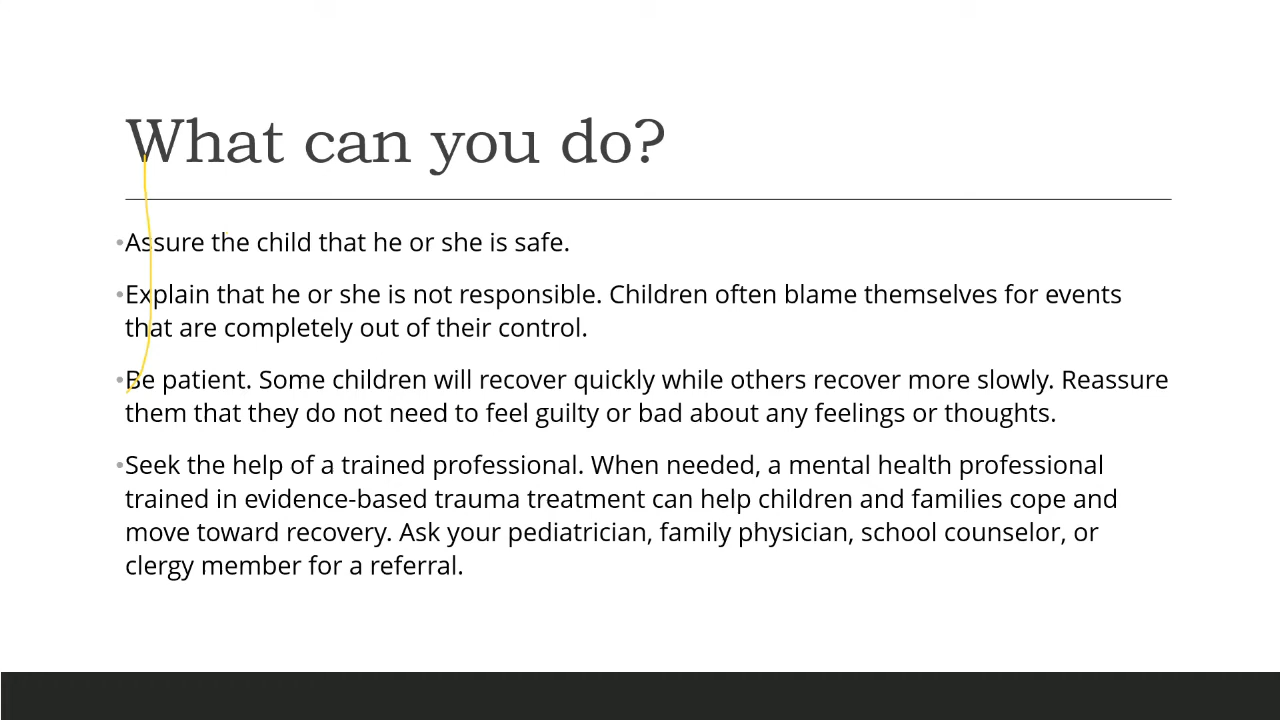 What can you do?
•Assure the child that he or she is safe.
•Explain that he or she is not responsible. Children often blame themselves for events
that are completely out of their control.
•Be patient. Some children will recover quickly while others recover more slowly. Reassure
them that they do not need to feel guilty or bad about any feelings or thoughts.
•Seek the help of a trained professional. When needed, a mental health professional
trained in evidence-based trauma treatment can help children and families cope and
move toward recovery. Ask your pediatrician, family physician, school counselor, or
clergy member for a referral.